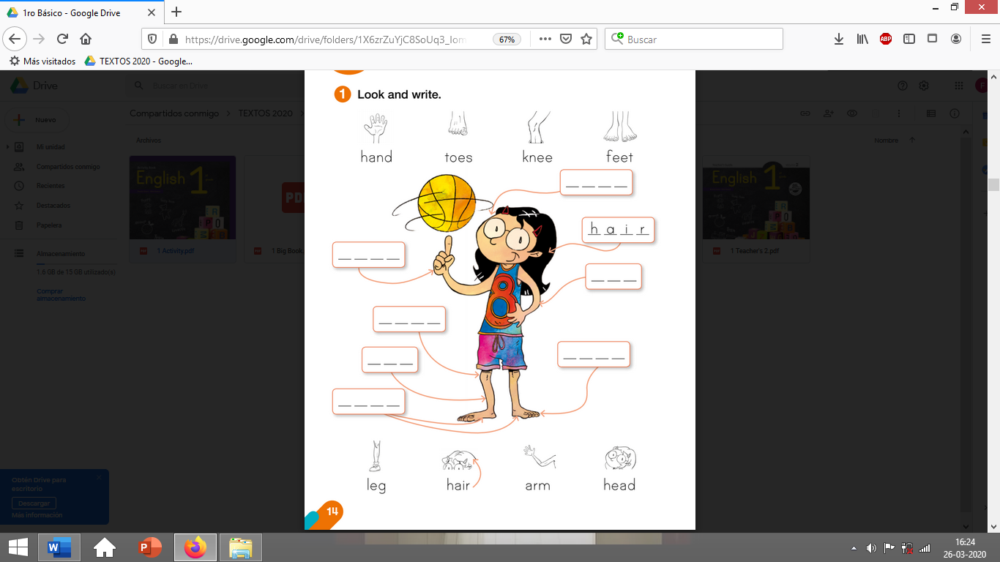 1ro Básico - Google Drive
https://drive.google.com/drive/folders/1X6zrZuYjC8SoUq3_Iom
67%
Buscar
ABP
Más visitados
TEXTOS 2020 - Google...
Drive
Buscar en Drive
Nuevo
Compartidos conmigo > TEXTOS 2020 >
Archivos
Nombre
Mi unidad
Compartidos conmigo
Recientes
Destacados
Papelera
Almacenamiento
1.6 GB de 15 GB utilizado(s)
Comprar almacenamiento
English 1
1 Activity.pdf
PD
1 Big Book
English 1
1 Teacher's 2.pdf
1 Look and write.
hand toes knee feet
h a i r
8
leg hair arm head
14
Obtén Drive para
escritorio
Descargar
Más información
16:24
26-03-2020